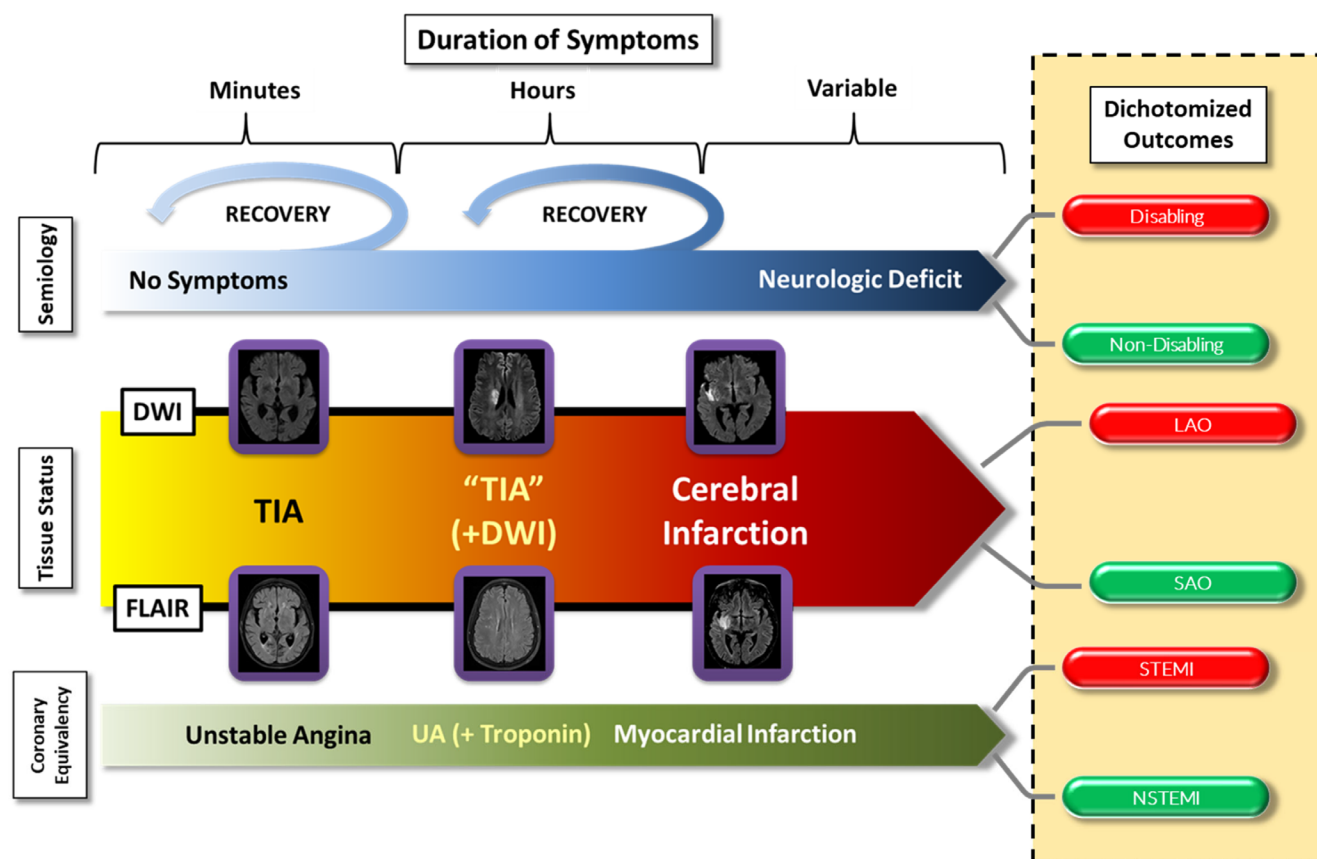 Duration of Symptoms
Minutes
Hours
Variable
Dichotomized
Outcomes
Semiology
RECOVERY
RECOVERY
No Symptoms
Neurologic Deficit
Disabling
Non-Disabling
Tissue Status
DWI
TIA
“TIA”
(+DWI)
Cerebral
Infarction
FLAIR
LAO
SAO
Coronary
Equivalency
Unstable Angina
UA (+ Troponin)
Myocardial Infarction
STEMI
NSTEMI